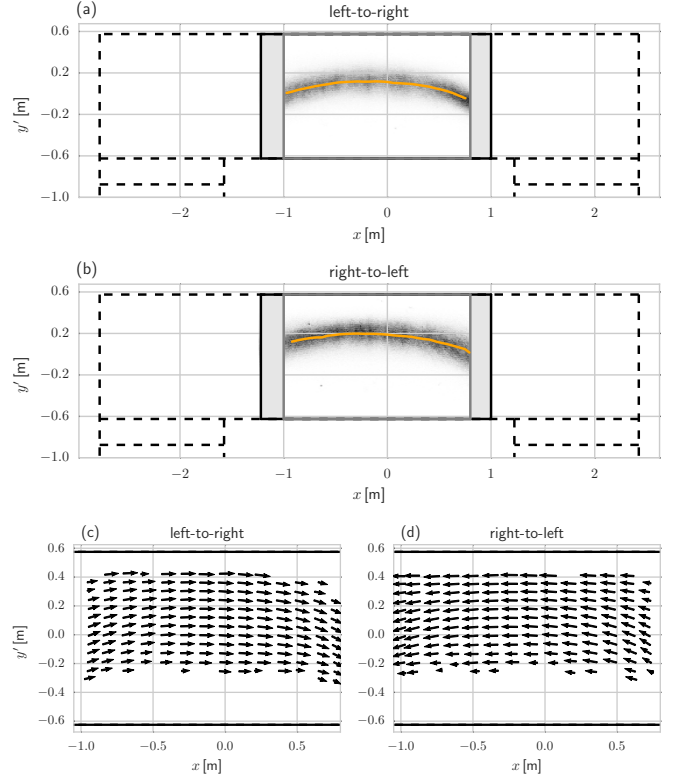 (a)
left-to-right
0.6
0.2
−0.2
−0.6
−1.0
y′ [m]
−2
−1
0
1
2
x [m]
(b)
right-to-left
0.6
0.2
−0.2
−0.6
−1.0
y′ [m]
−2
−1
0
1
2
x [m]
(c)
left-to-right
(d)
right-to-left
0.6
0.4
0.2
0.0
−0.2
−0.4
−0.6
y′ [m]
0.6
0.4
0.2
0.0
−0.2
−0.4
−0.6
−1.0
−0.5
0.0
0.5
x [m]
−1.0
−0.5
0.0
0.5
x [m]